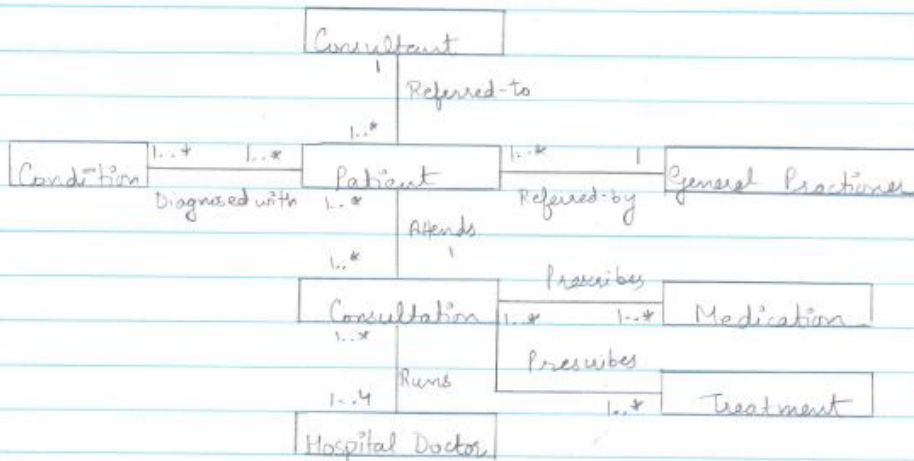 Consultant
1
Referred-to
1..*
1..* 1..* 1..* 1
Condition Patient General Practioner
Diagnosed with 1..* Referred-by
Attends
1..*
Prescribes
Consultation 1..* 1..* Medication
1..*
Prescribes
Runs
1..4 1..* Treatment
Hospital Doctor